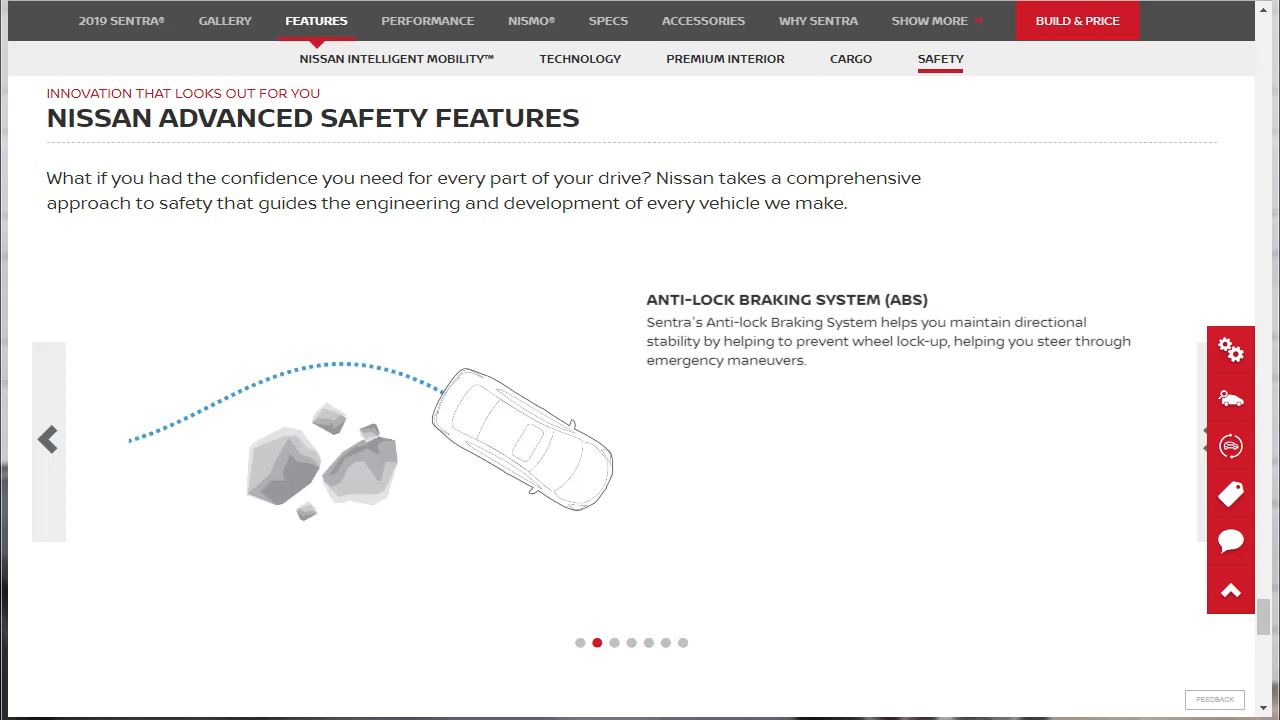 2019 SENTRA® GALLERY FEATURES PERFORMANCE NISMO® SPECS ACCESSORIES WHY SENTRA SHOW MORE BUILD & PRICE
NISSAN INTELLIGENT MOBILITY™ TECHNOLOGY PREMIUM INTERIOR CARGO SAFETY
INNOVATION THAT LOOKS OUT FOR YOU
NISSAN ADVANCED SAFETY FEATURES
What if you had the confidence you need for every part of your drive? Nissan takes a comprehensive
approach to safety that guides the engineering and development of every vehicle we make.
ANTI-LOCK BRAKING SYSTEM (ABS)
Sentra's Anti-lock Braking System helps you maintain directional
stability by helping to prevent wheel lock-up, helping you steer through
emergency maneuvers.
FEEDBACK